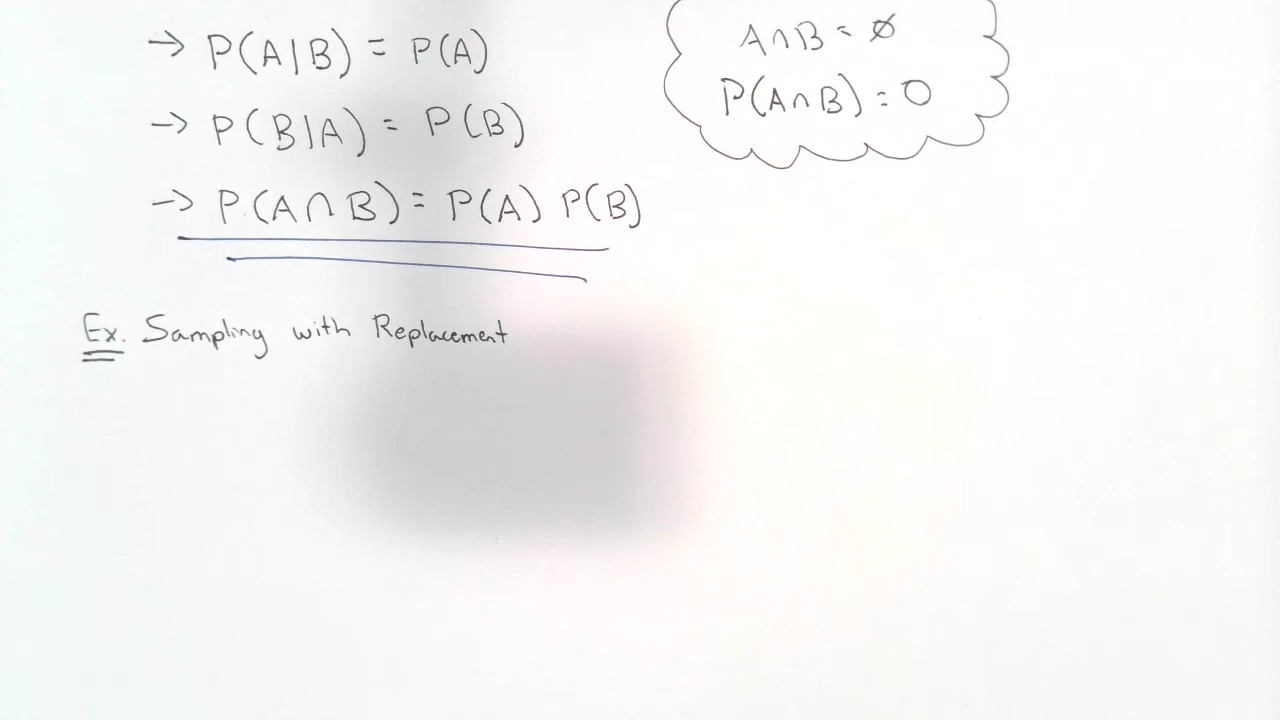 → P(A|B) = P(A)
→ P(B|A) = P(B)
→ P(A∩B) = P(A) P(B)
A∩B = ∅
P(A∩B) = 0
Ex. Sampling with Replacement